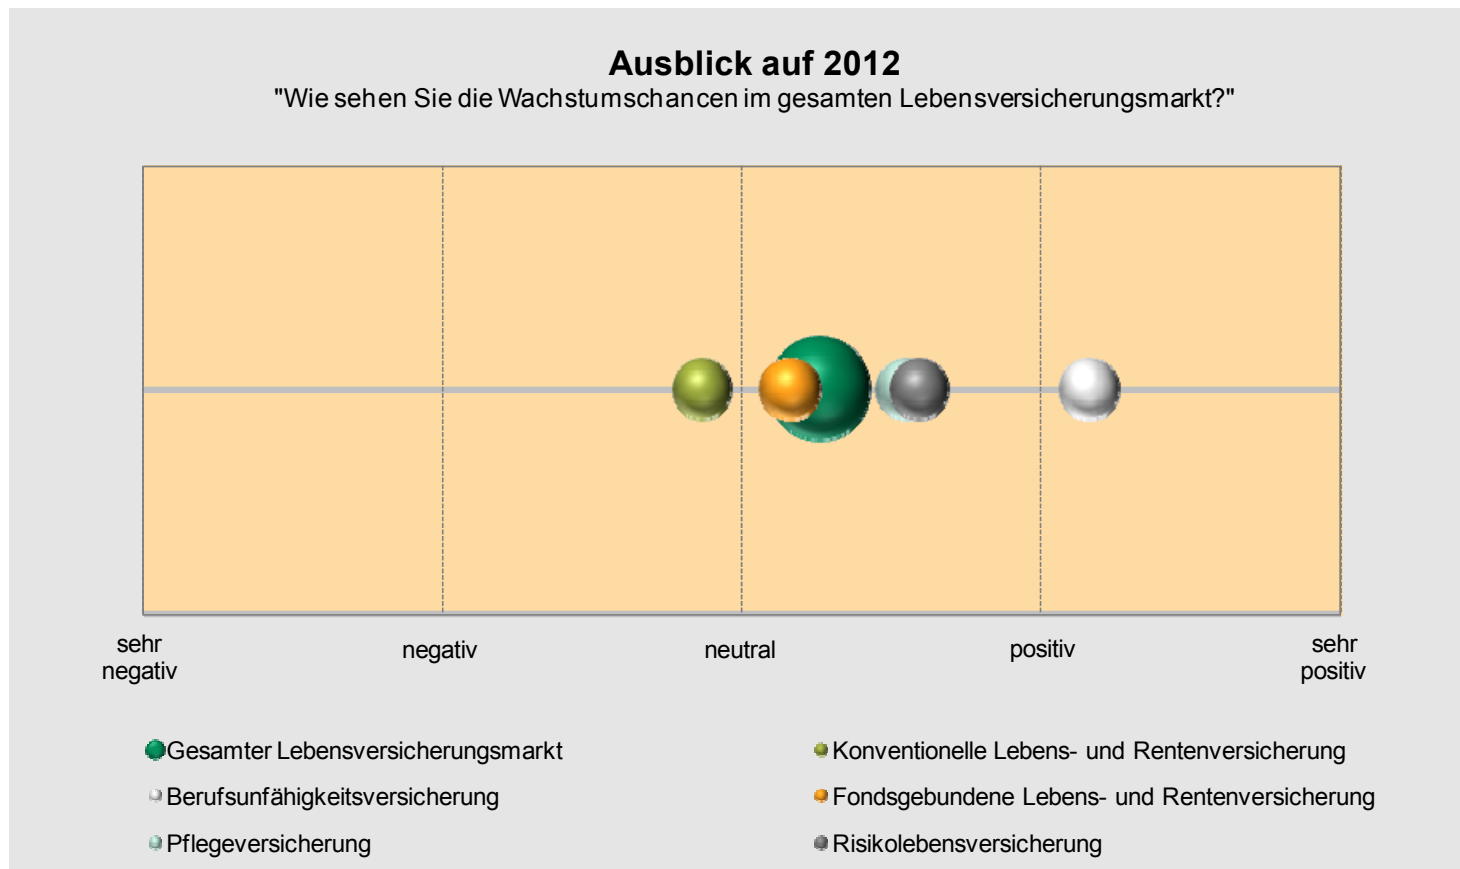 Ausblick auf 2012
"Wie sehen Sie die Wachstumschancen im gesamten Lebensversicherungsmarkt?"
sehr
negativ
negativ
neutral
positiv
sehr
positiv
Gesamter Lebensversicherungsmarkt
Konventionelle Lebens- und Rentenversicherung
Berufsunfähigkeitsversicherung
Fondsgebundene Lebens- und Rentenversicherung
Pflegeversicherung
Risikolebensversicherung